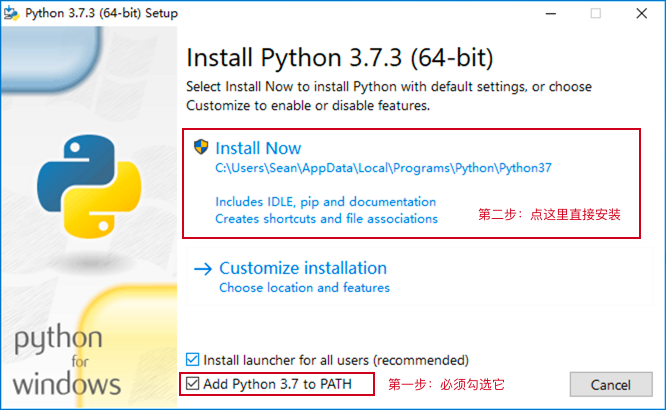 Python 3.7.3 (64-bit) Setup
Install Python 3.7.3 (64-bit)
Select Install Now to install Python with default settings, or choose
Customize to enable or disable features.
Install Now
C:\Users\Sean\AppData\Local\Programs\Python\Python37
Includes IDLE, pip and documentation
Creates shortcuts and file associations
第二步：点这里直接安装
Customize installation
Choose location and features
python
for
windows
Install launcher for all users (recommended)
Add Python 3.7 to PATH
第一步：必须勾选它
Cancel